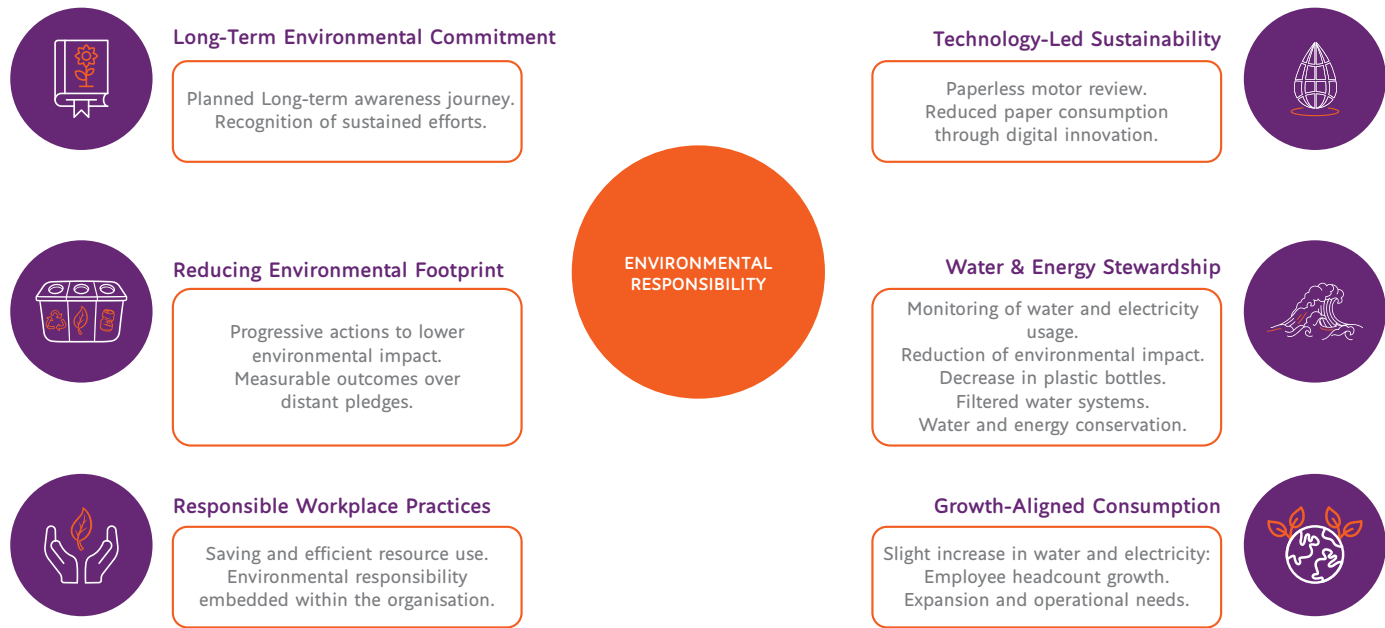 Long-Term Environmental Commitment
Planned Long-term awareness journey.
Recognition of sustained efforts.
Reducing Environmental Footprint
Progressive actions to lower
environmental impact.
Measurable outcomes over
distant pledges.
Responsible Workplace Practices
Saving and efficient resource use.
Environmental responsibility
embedded within the organisation.
ENVIRONMENTAL
RESPONSIBILITY
Technology-Led Sustainability
Paperless motor review.
Reduced paper consumption
through digital innovation.
Water & Energy Stewardship
Monitoring of water and electricity
usage.
Reduction of environmental impact.
Decrease in plastic bottles.
Filtered water systems.
Water and energy conservation.
Growth-Aligned Consumption
Slight increase in water and electricity:
Employee headcount growth.
Expansion and operational needs.